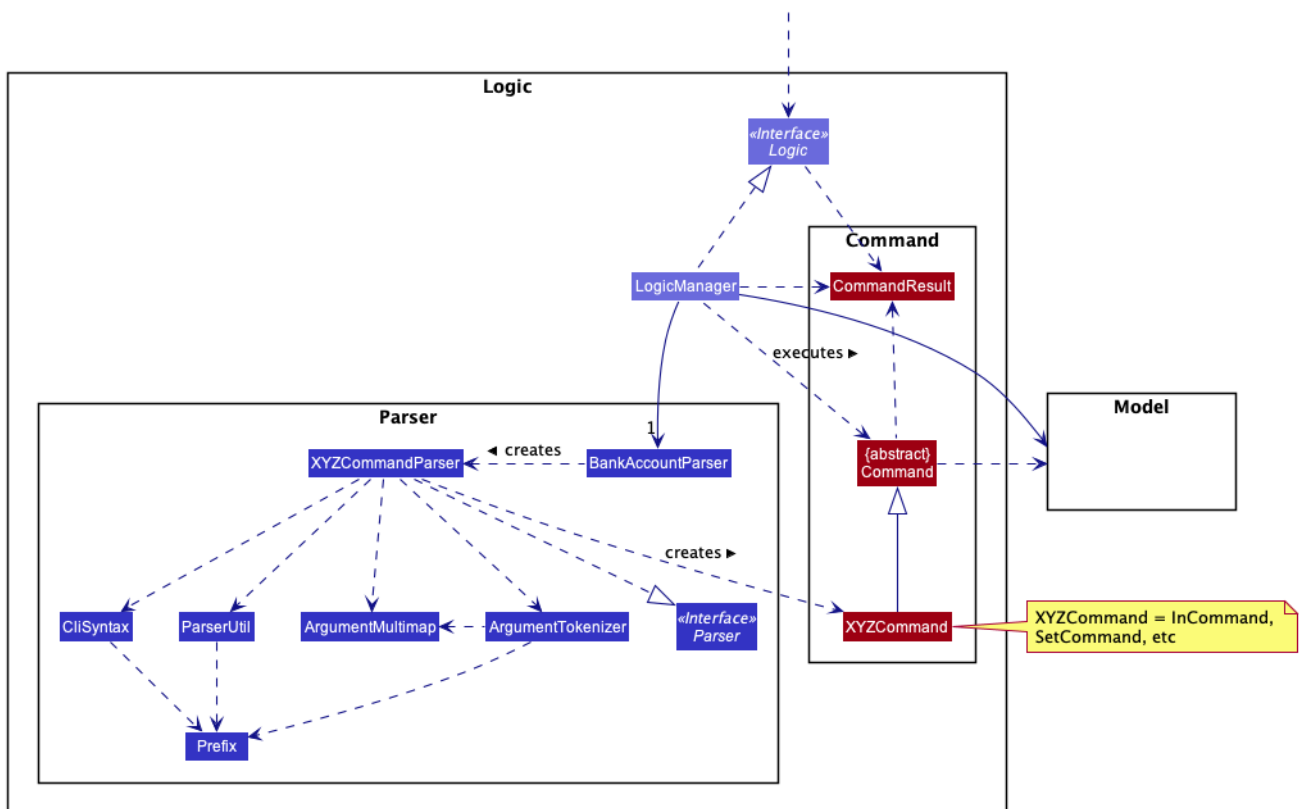 Logic
«Interface»
Logic
Command
LogicManager
CommandResult
executes ►
Parser
Model
1
XYZCommandParser
◄ creates
BankAccountParser
{abstract}
Command
creates ►
CliSyntax
ParserUtil
ArgumentMultimap
ArgumentTokenizer
«Interface»
Parser
XYZCommand
XYZCommand = InCommand,
SetCommand, etc
Prefix